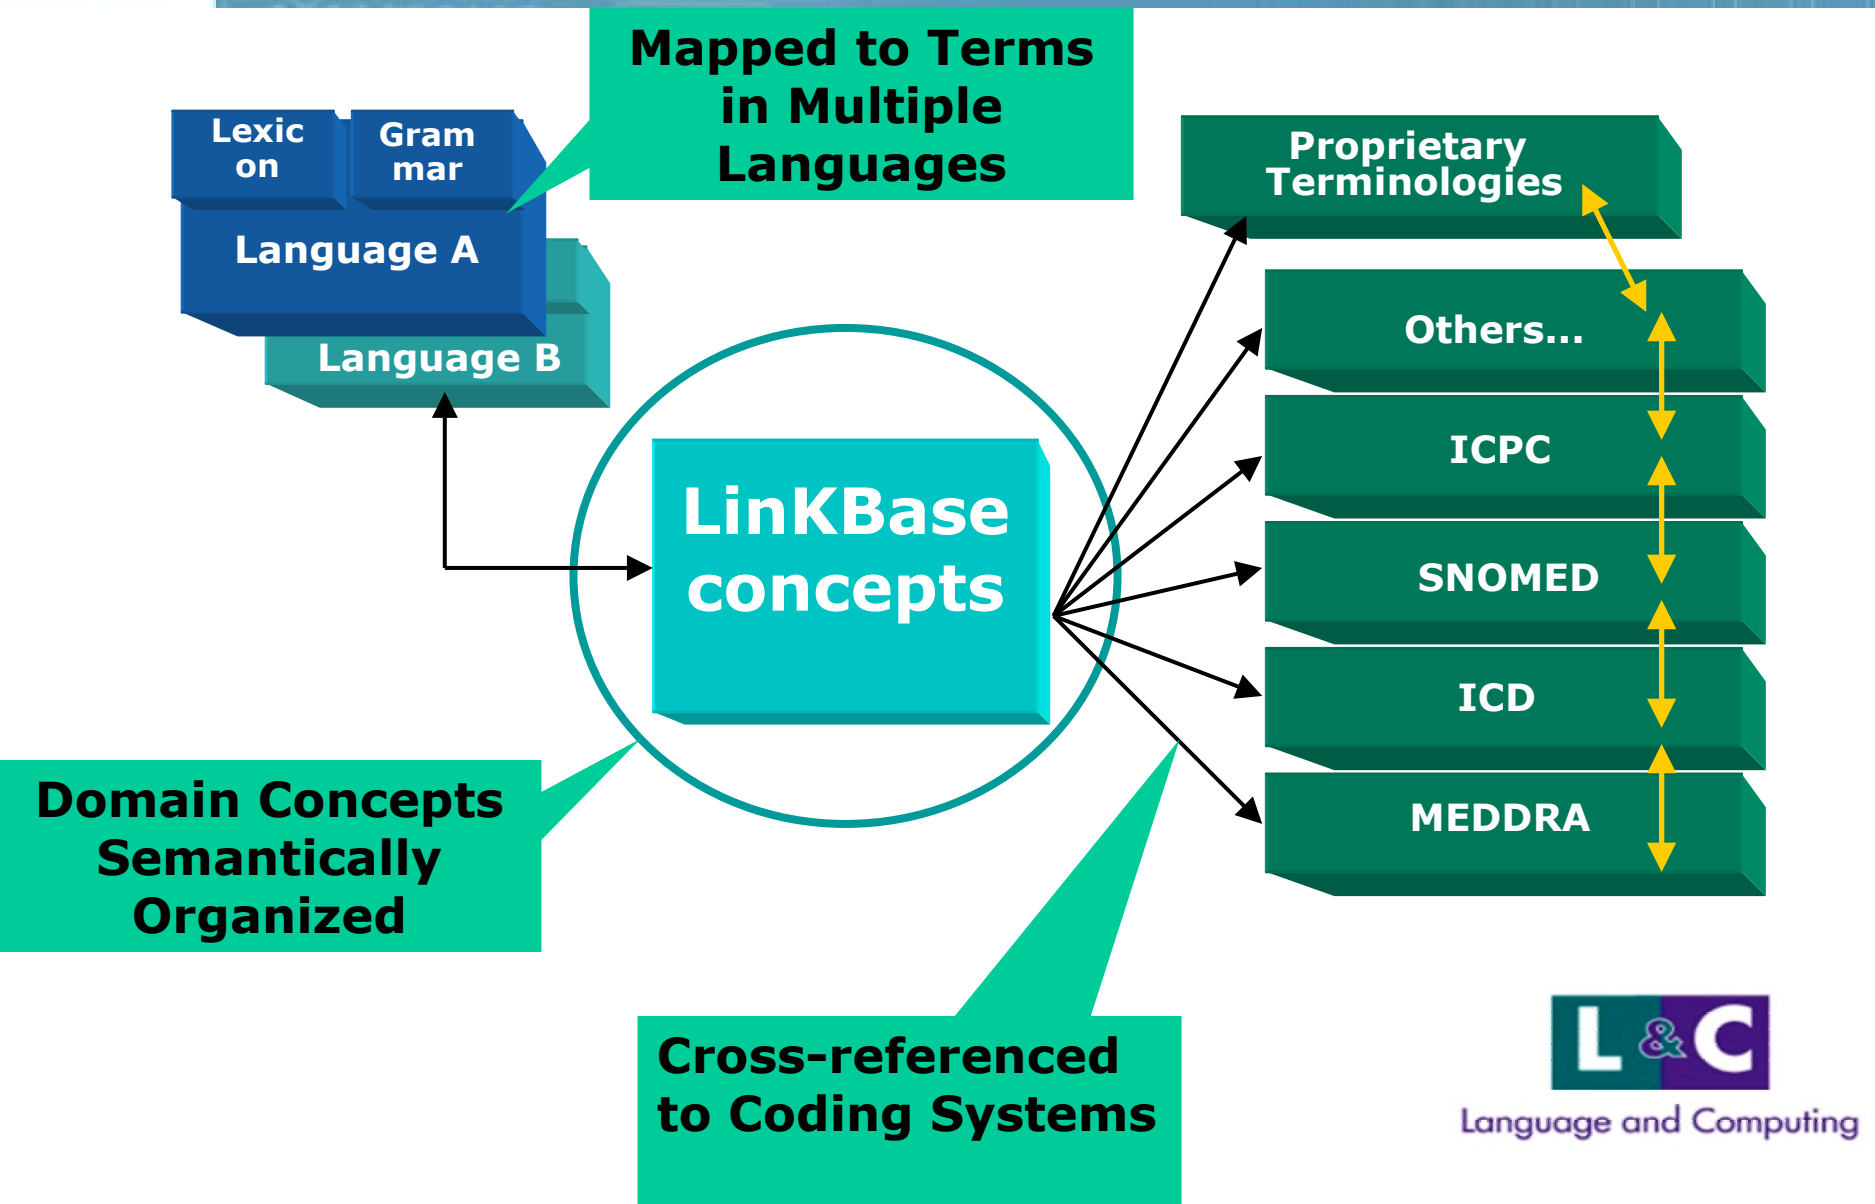 Mapped to Terms
in Multiple
Languages
Lexic
on
Gram
mar
Language A
Language B
Proprietary
Terminologies
Others...
ICPC
SNOMED
ICD
MEDDRA
LinKBase
concepts
Domain Concepts
Semantically
Organized
Cross-referenced
to Coding Systems
L&C
Language and Computing